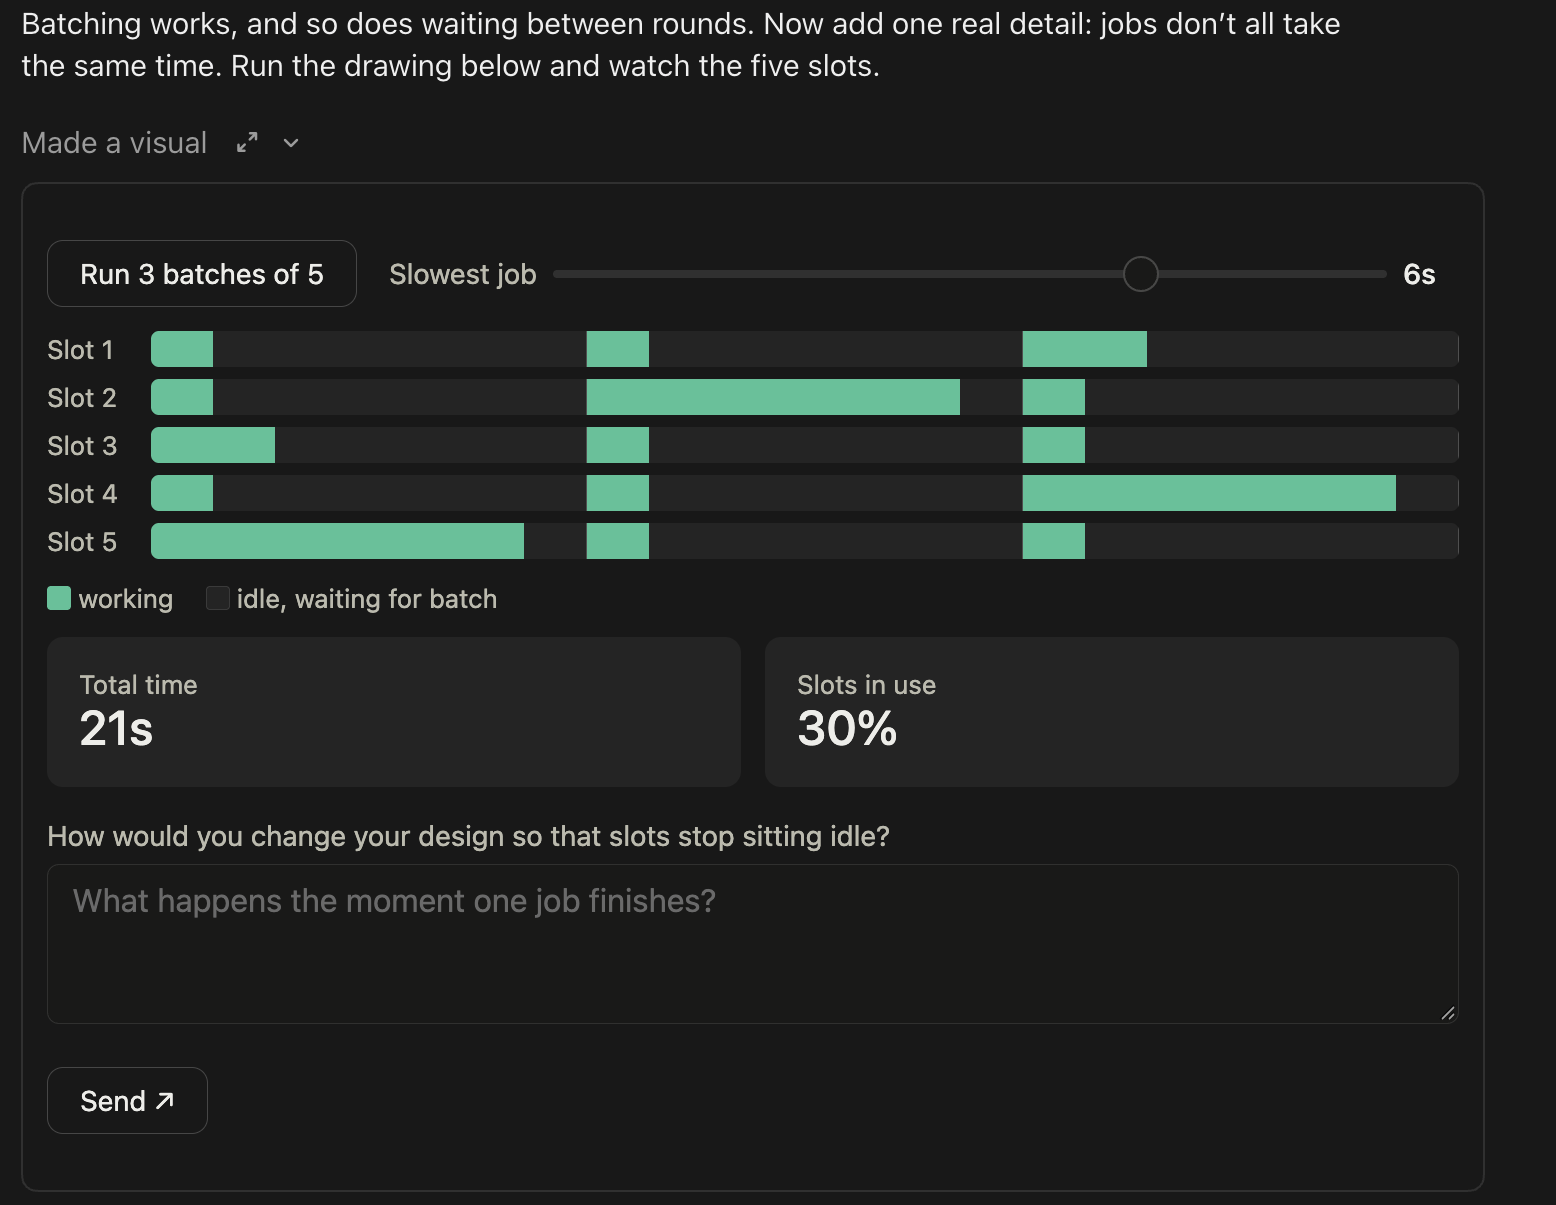 Batching works, and so does waiting between rounds. Now add one real detail: jobs don’t all take
the same time. Run the drawing below and watch the five slots.
Made a visual
Run 3 batches of 5
Slowest job
6s
Slot 1
Slot 2
Slot 3
Slot 4
Slot 5
working
idle, waiting for batch
Total time
21s
Slots in use
30%
How would you change your design so that slots stop sitting idle?
What happens the moment one job finishes?
Send ↗